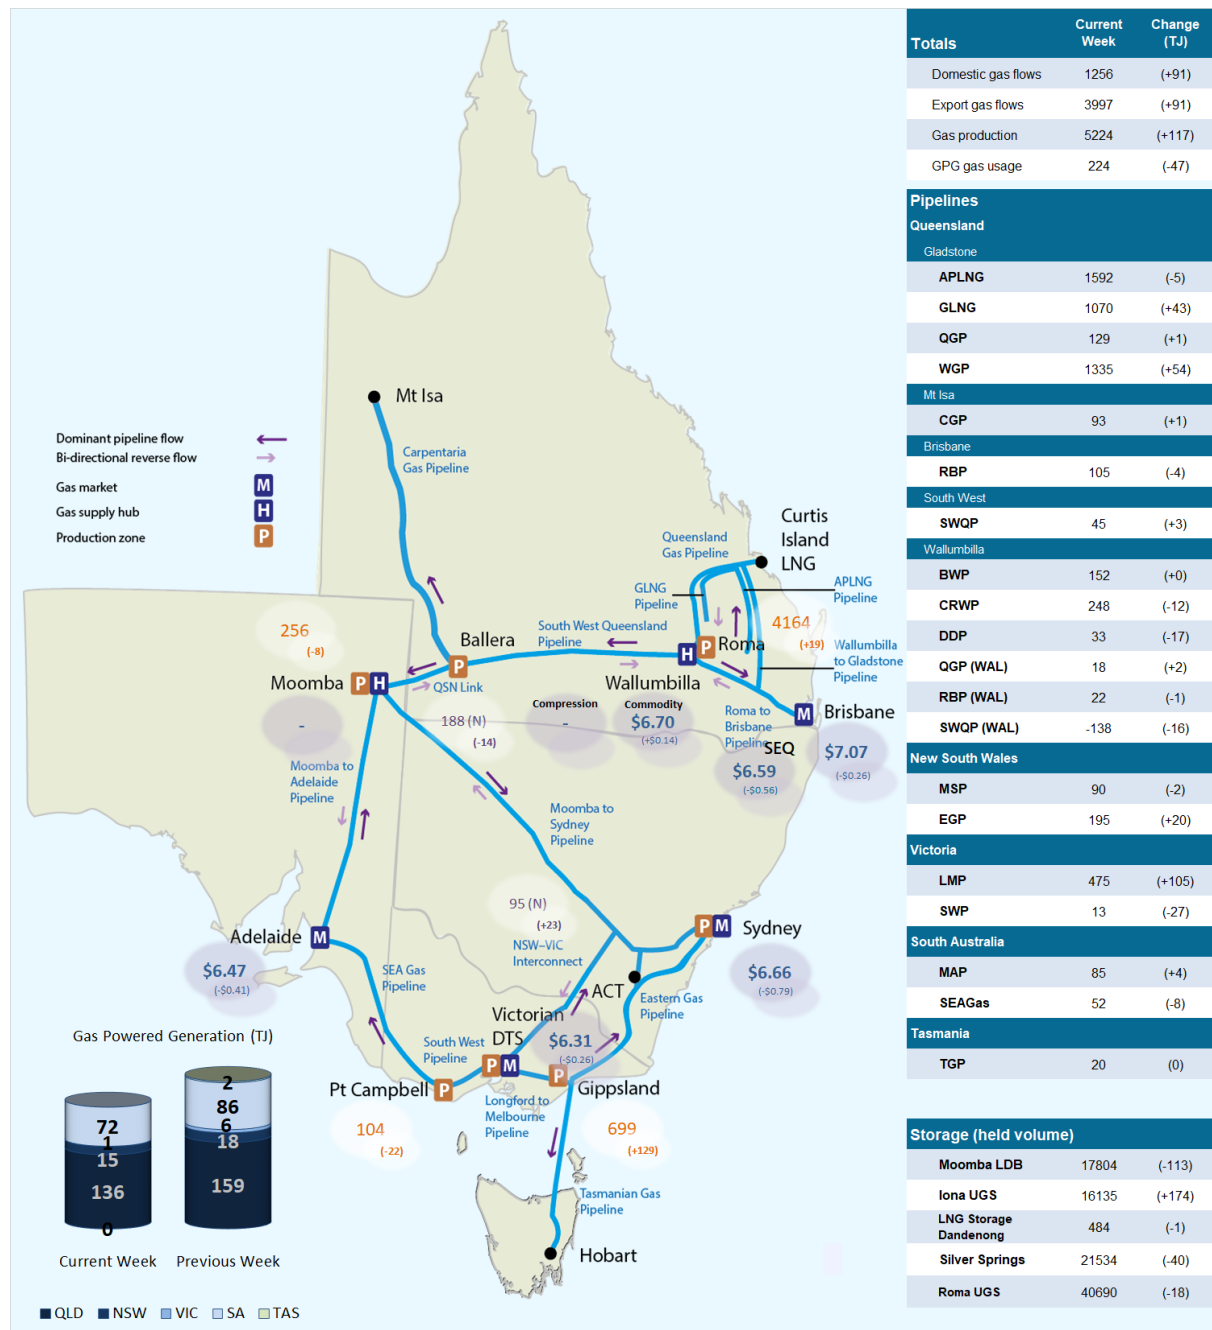 Mt Isa
Dominant pipeline flow
Bi-directional reverse flow
Gas market M
Gas supply hub H
Production zone P
Carpentaria
Gas Pipeline
Curtis
Island
LNG
Queensland
Gas Pipeline
GLNG
Pipeline
APLNG
Pipeline
4164
(+19)
256
(-8)
Ballera
P
South West Queensland
Pipeline
H P Roma
Wallumbilla
to Gladstone
Pipeline
Moomba P H
QSN Link
Wallumbilla
-
188 (N)
(-14)
Compression
-
Commodity
$6.70
(+$0.14)
Roma to
Brisbane
Pipeline
M Brisbane
SEQ
$6.59
(-$0.56)
$7.07
(-$0.26)
Moomba to
Adelaide
Pipeline
Moomba to
Sydney
Pipeline
95 (N)
(+23)
NSW-VIC
Interconnect
P M Sydney
$6.66
(-$0.79)
Adelaide M
$6.47
(-$0.41)
SEA Gas
Pipeline
ACT
Eastern Gas
Pipeline
Victorian
DTS
$6.31
(-$0.26)
South West
Pipeline
P M
P
Gippsland
Pt Campbell P
104
(-22)
Longford to
Melbourne
Pipeline
699
(+129)
Tasmanian Gas
Pipeline
Hobart
Gas Powered Generation (TJ)
72
1
15
136
0
2
86
6
18
159
Current Week
Previous Week
QLD NSW VIC SA TAS
Totals Current Week Change (TJ)
Domestic gas flows 1256 (+91)
Export gas flows 3997 (+91)
Gas production 5224 (+117)
GPG gas usage 224 (-47)
Pipelines
Queensland
Gladstone
APLNG 1592 (-5)
GLNG 1070 (+43)
QGP 129 (+1)
WGP 1335 (+54)
Mt Isa
CGP 93 (+1)
Brisbane
RBP 105 (-4)
South West
SWQP 45 (+3)
Wallumbilla
BWP 152 (+0)
CRWP 248 (-12)
DDP 33 (-17)
QGP (WAL) 18 (+2)
RBP (WAL) 22 (-1)
SWQP (WAL) -138 (-16)
New South Wales
MSP 90 (-2)
EGP 195 (+20)
Victoria
LMP 475 (+105)
SWP 13 (-27)
South Australia
MAP 85 (+4)
SEAGas 52 (-8)
Tasmania
TGP 20 (0)
Storage (held volume)
Moomba LDB 17804 (-113)
Iona UGS 16135 (+174)
LNG Storage
Dandenong 484 (-1)
Silver Springs 21534 (-40)
Roma UGS 40690 (-18)